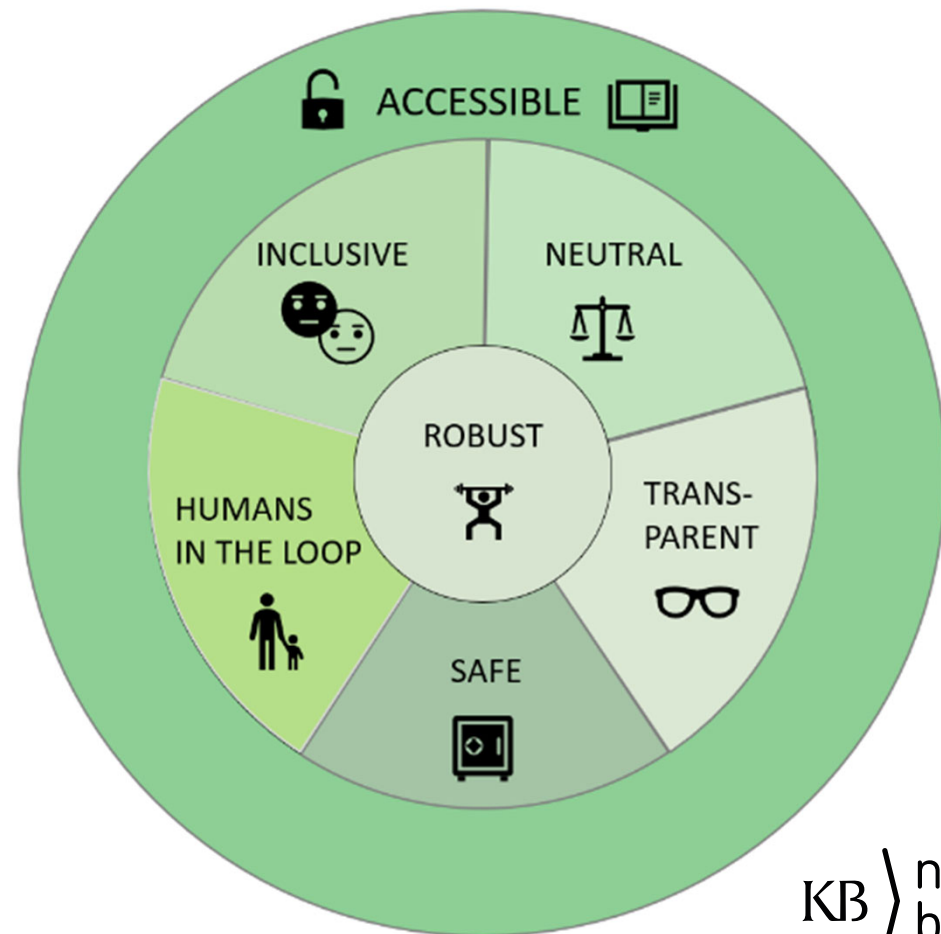 ACCESSIBLE
INCLUSIVE
NEUTRAL
ROBUST
HUMANS
IN THE LOOP
TRANS-
PARENT
SAFE
KB
n
b